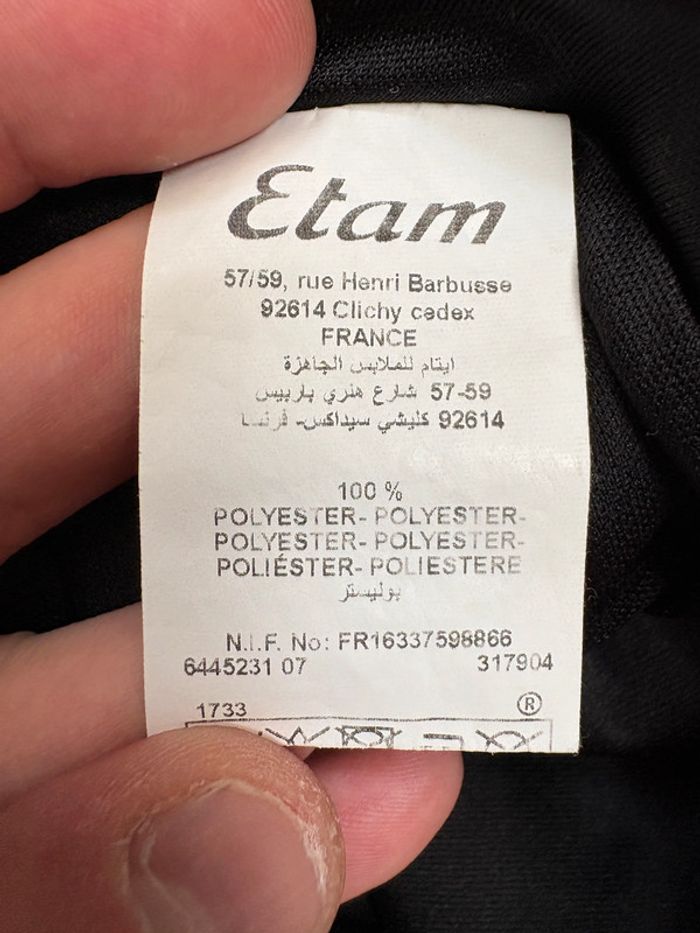 Etam
57/59, rue Henri Barbusse
92614 Clichy cedex
FRANCE
ايتام للملابس الجاهزة
57-59 شارع هنري باربيس
92614 كليشي سيداكس- فرنسا
100 %
POLYESTER- POLYESTER-
POLYESTER- POLYESTER-
POLIÉSTER- POLIESTERE
بوليستر
N.I.F. No: FR16337598866
6445231 07 317904
1733 ®